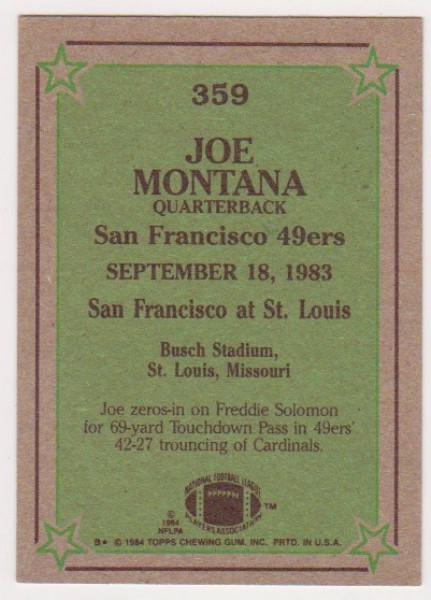 359
JOE
MONTANA
QUARTERBACK
San Francisco 49ers
SEPTEMBER 18, 1983
San Francisco at St. Louis
Busch Stadium,
St. Louis, Missouri
Joe zeros-in on Freddie Solomon
for 69-yard Touchdown Pass in 49ers'
42-27 trouncing of Cardinals.
NATIONAL FOOTBALL LEAGUE
PLAYERS ASSOCIATION
TM
©
1984
NFLPA
B* © 1984 TOPPS CHEWING GUM, INC. PRTD. IN U.S.A.